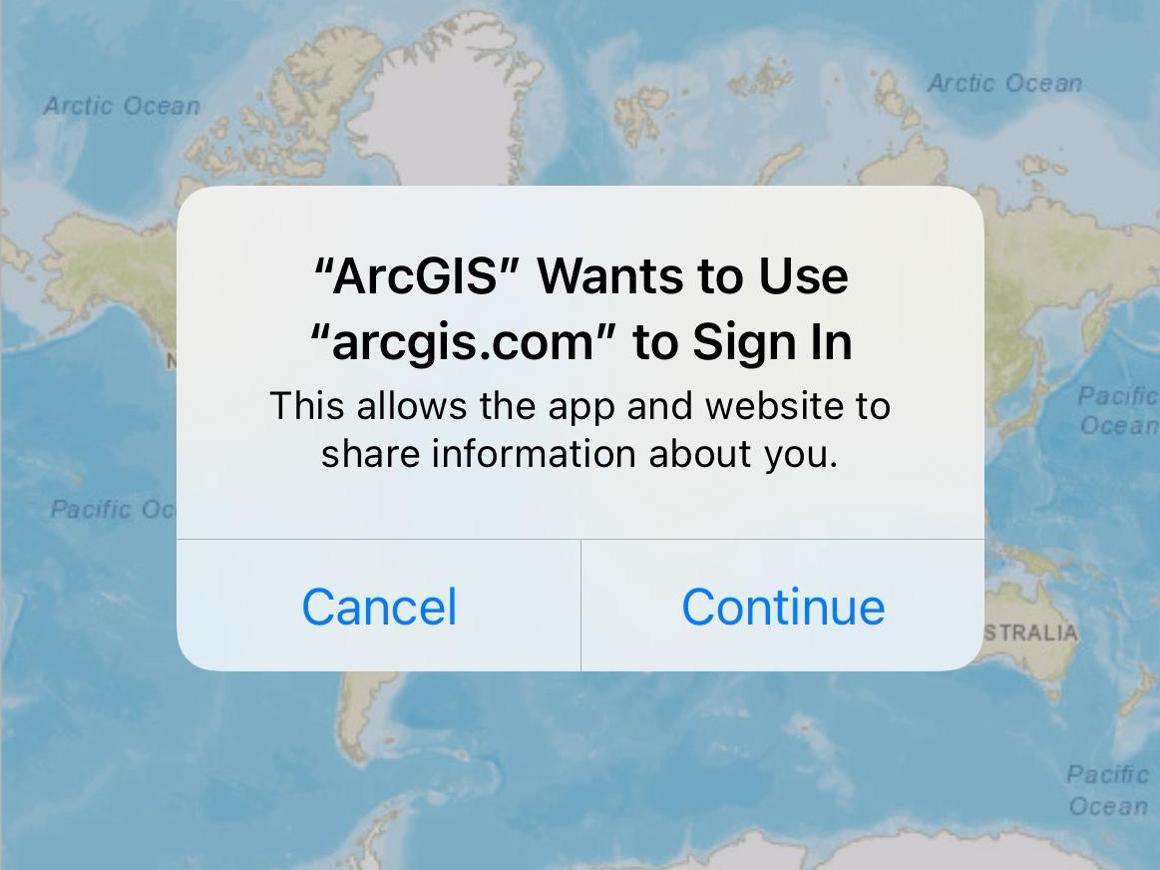 Arctic Ocean
Arctic Ocean
“ArcGIS” Wants to Use
“arcgis.com” to Sign In
This allows the app and website to
share information about you.
Pacific
Ocean
Pacific
Cancel
Continue
STRALIA
Pacific
Ocean